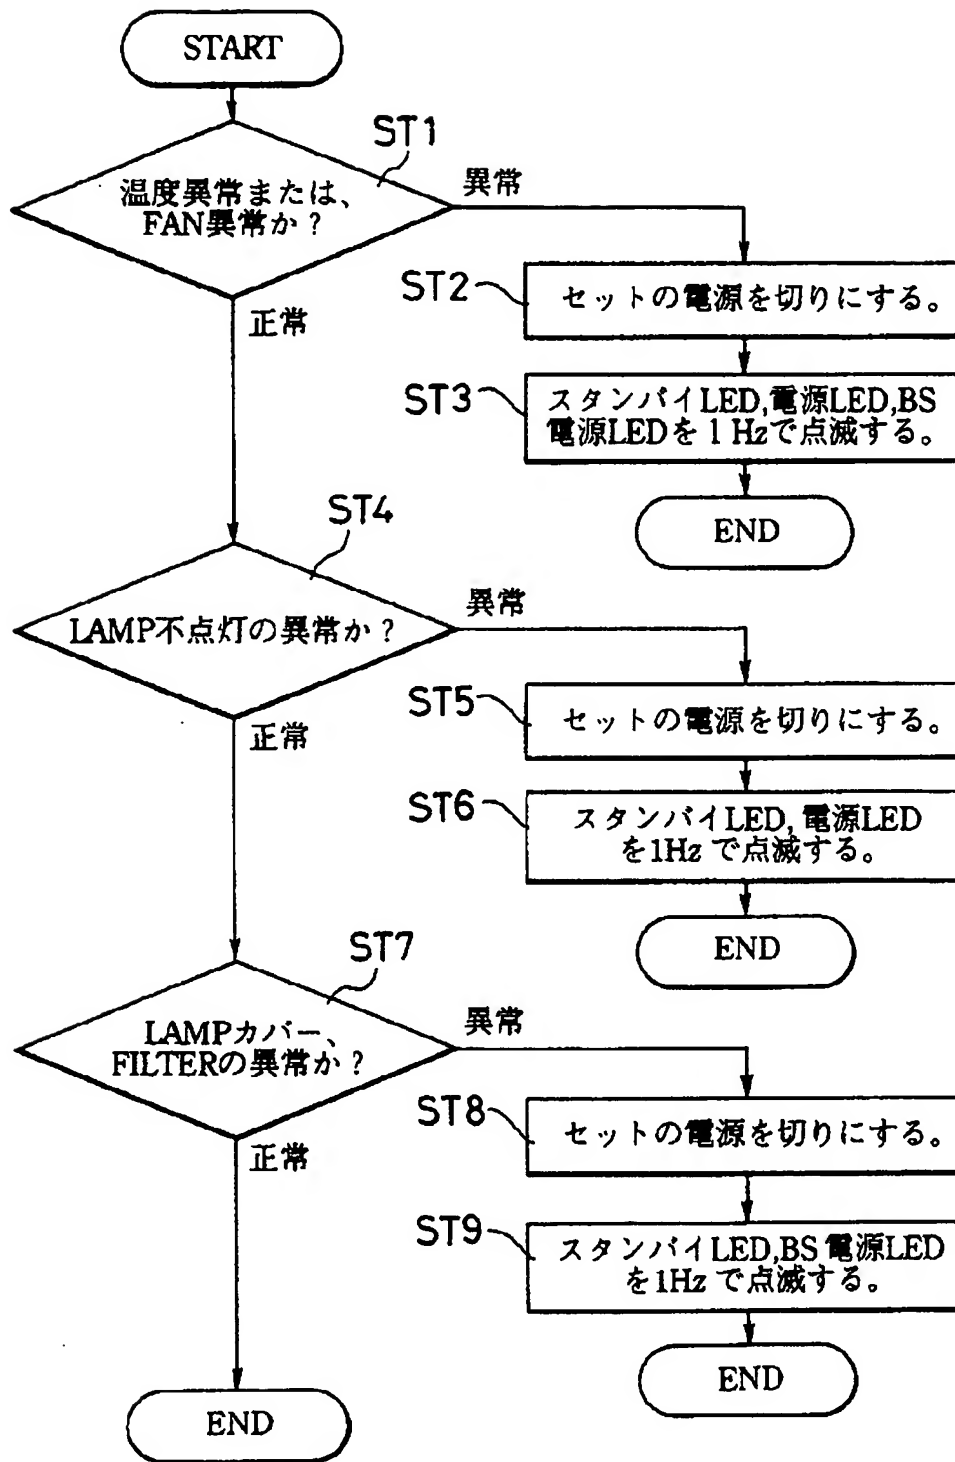 START
ST1
温度異常または、
FAN異常か？
異常
正常
ST2
セットの電源を切りにする。
ST3
スタンバイLED,電源LED,BS
電源LEDを1Hzで点滅する。
END
ST4
LAMP不点灯の異常か？
異常
正常
ST5
セットの電源を切りにする。
ST6
スタンバイLED,電源LED
を1Hzで点滅する。
END
ST7
LAMPカバー、
FILTERの異常か？
異常
正常
ST8
セットの電源を切りにする。
ST9
スタンバイLED,BS電源LED
を1Hzで点滅する。
END
END